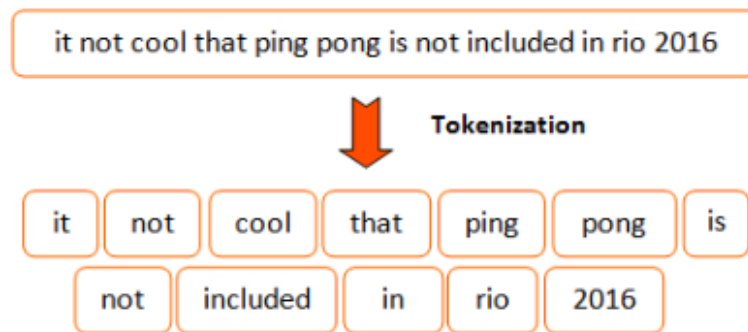 it not cool that ping pong is not included in rio 2016
Tokenization
it not cool that ping pong is
not included in rio 2016